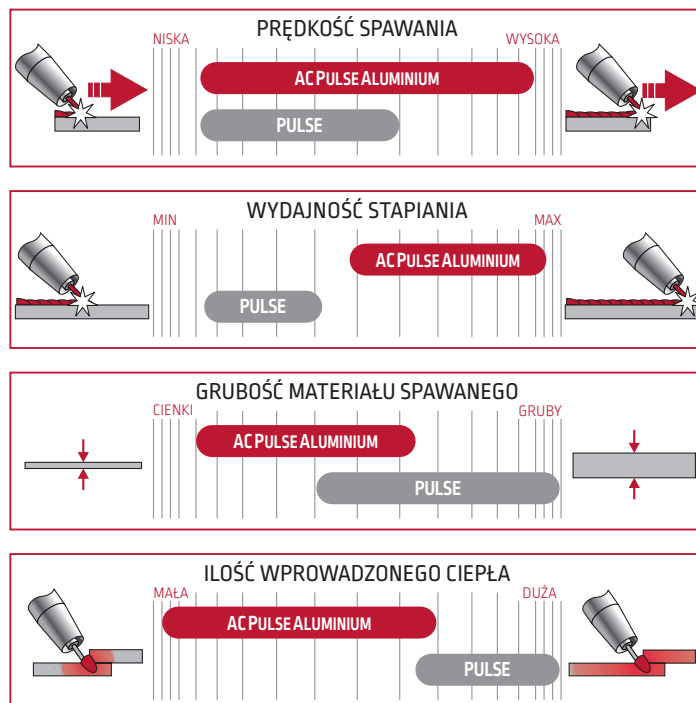 PRĘDKOŚĆ SPAWANIA
NISKA
WYSOKA
AC PULSE ALUMINIUM
PULSE
WYDAJNOŚĆ STAPIANIA
MIN
MAX
AC PULSE ALUMINIUM
PULSE
GRUBOŚĆ MATERIAŁU SPAWANEGO
CIENKI
GRUBY
AC PULSE ALUMINIUM
PULSE
ILOŚĆ WPROWADZONEGO CIEPŁA
MAŁA
DUŻA
AC PULSE ALUMINIUM
PULSE